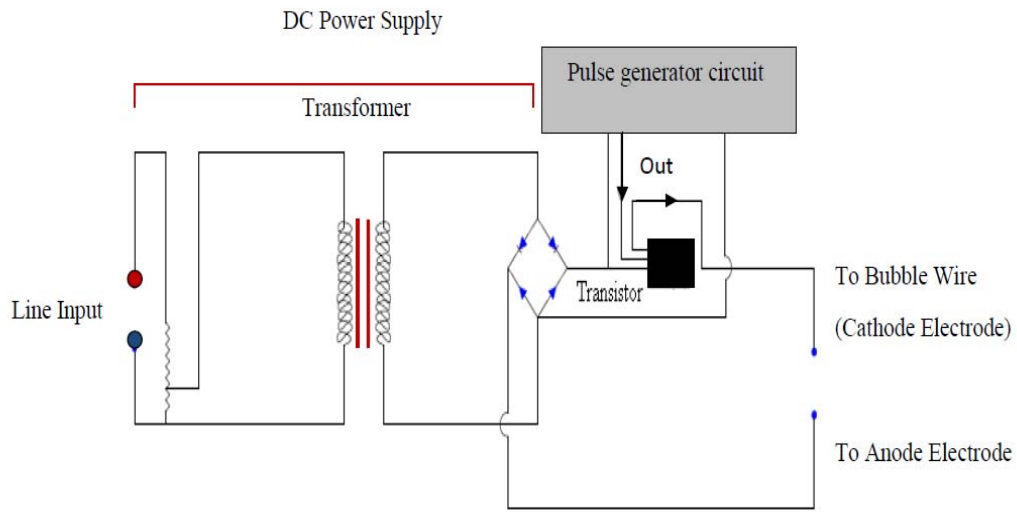 DC Power Supply
Pulse generator circuit
Transformer
Out
Line Input
Transistor
To Bubble Wire
(Cathode Electrode)
To Anode Electrode